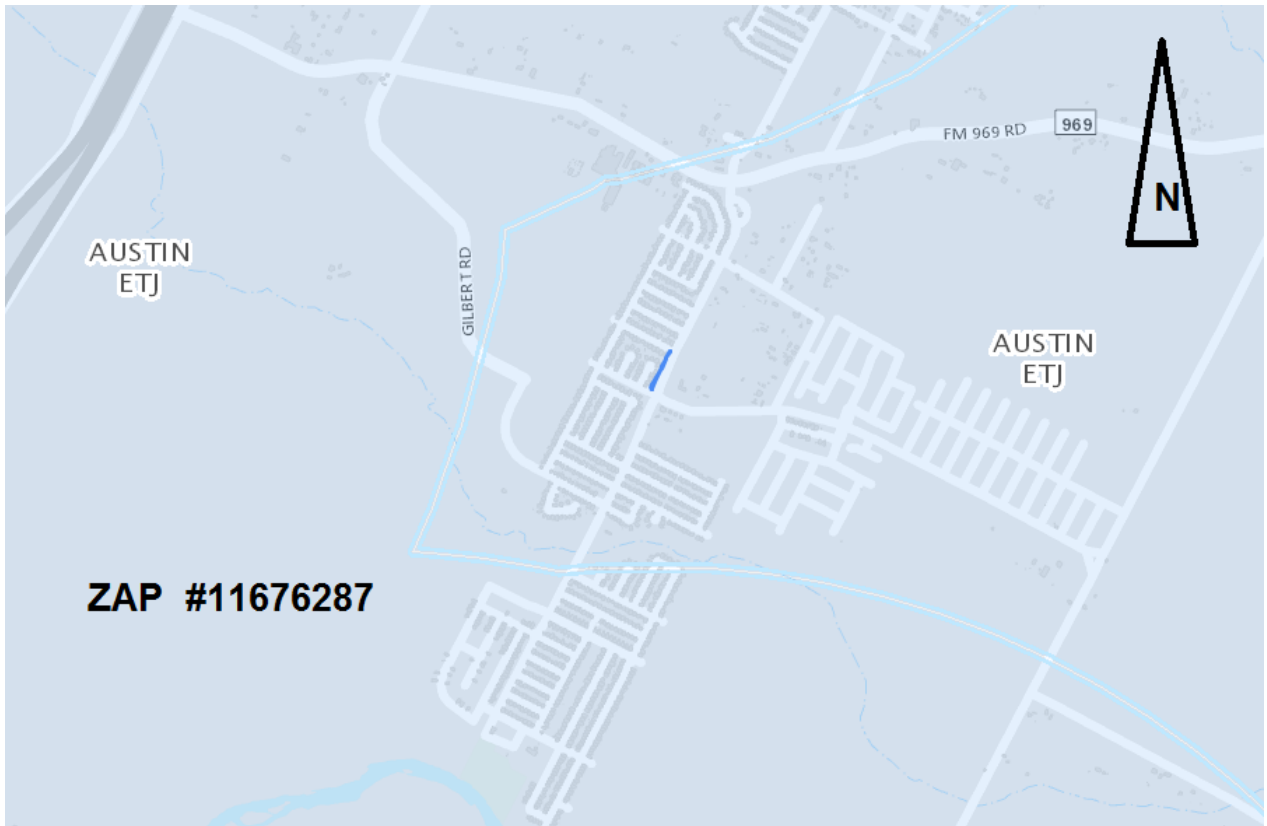 969
FM 969 RD
N
AUSTIN
ETJ
GILBERT RD
AUSTIN
ETJ
ZAP #11676287